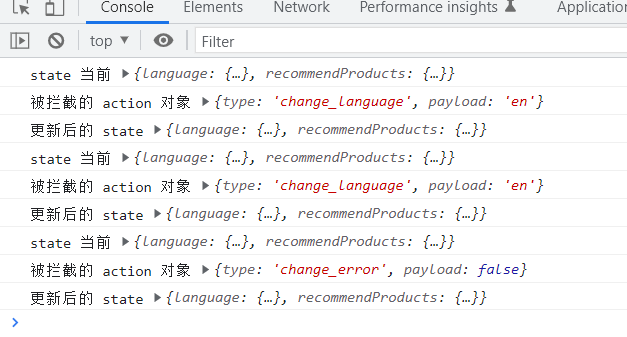 Console Elements Network Performance insights Application
top ▼ Filter
state 当前 ▶{language: {…}, recommendProducts: {…}}
被拦截的 action 对象 ▶{type: 'change_language', payload: 'en'}
更新后的 state ▶{language: {…}, recommendProducts: {…}}
state 当前 ▶{language: {…}, recommendProducts: {…}}
被拦截的 action 对象 ▶{type: 'change_language', payload: 'en'}
更新后的 state ▶{language: {…}, recommendProducts: {…}}
state 当前 ▶{language: {…}, recommendProducts: {…}}
被拦截的 action 对象 ▶{type: 'change_error', payload: false}
更新后的 state ▶{language: {…}, recommendProducts: {…}}